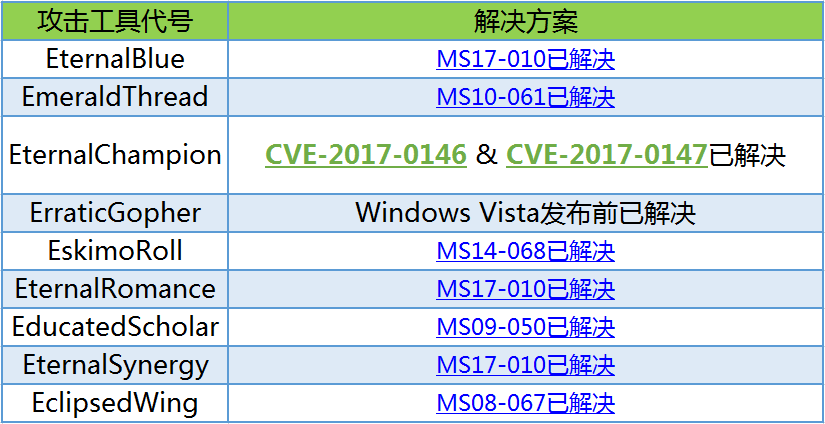 攻击工具代号 解决方案
EternalBlue MS17-010已解决
EmeraldThread MS10-061已解决
EternalChampion CVE-2017-0146 & CVE-2017-0147已解决
ErraticGopher Windows Vista发布前已解决
EskimoRoll MS14-068已解决
EternalRomance MS17-010已解决
EducatedScholar MS09-050已解决
EternalSynergy MS17-010已解决
EclipsedWing MS08-067已解决